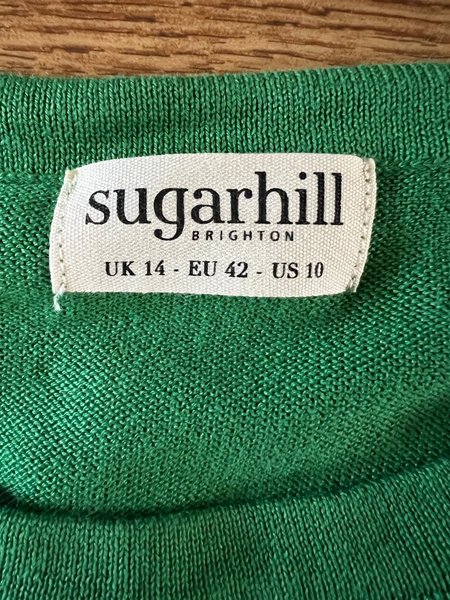 sugarhill
BRIGHTON
UK 14 - EU 42 - US 10